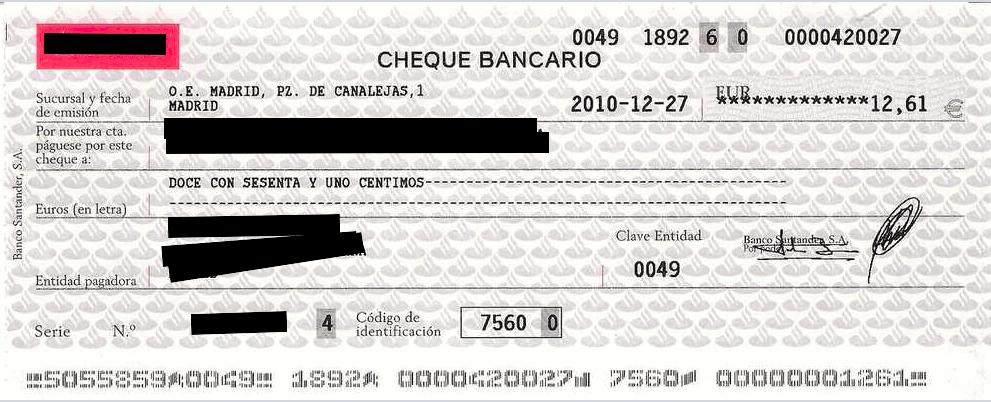 0049 1892 6 0 0000420027
CHEQUE BANCARIO
Sucursal y fecha
de emisión
O.E. MADRID, PZ. DE CANALEJAS,1
MADRID
2010-12-27
EUR
*************12,61 €
Por nuestra cta.
páguese por este
cheque a:
DOCE CON SESENTA Y UNO CENTIMOS
Euros (en letra)
Banco Santander, S.A.
Entidad pagadora
Clave Entidad
0049
Banco Santander S.A.
Serie N.º
4
Código de
identificación
7560 0
5055859 0049 1892 0000420027 7560 000000001261